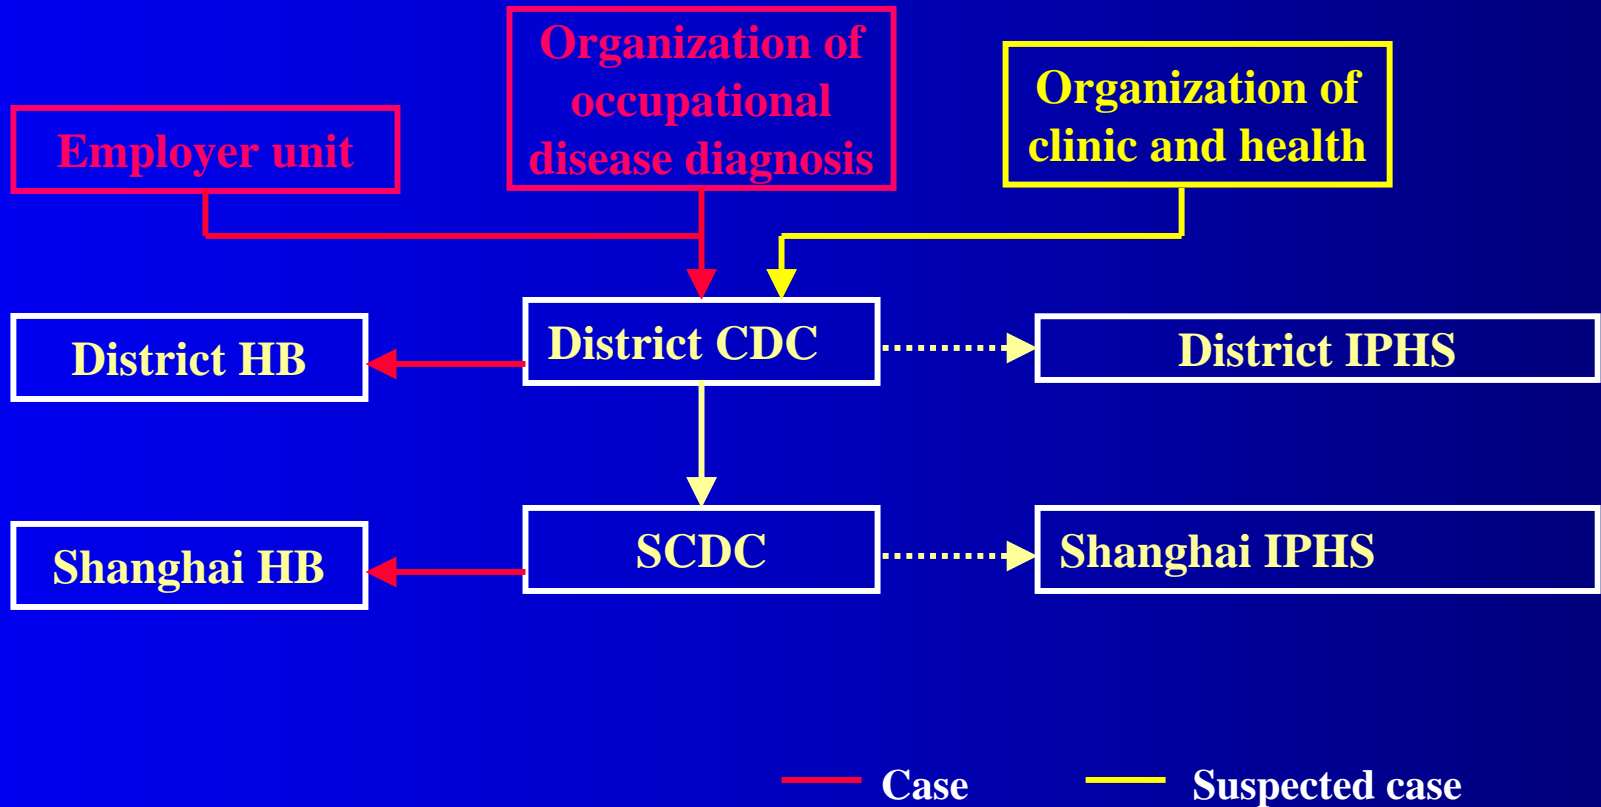 Organization of
occupational
disease diagnosis
Organization of
clinic and health
Employer unit
District HB
District CDC
District IPHS
Shanghai HB
SCDC
Shanghai IPHS
Case
Suspected case